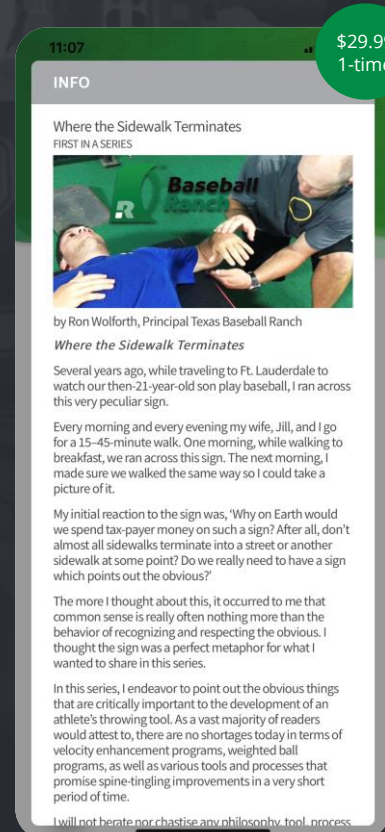 11:07
$29.99
1-time
INFO
Where the Sidewalk Terminates
FIRST IN A SERIES
R
Baseball
Ranch
by Ron Wolforth, Principal Texas Baseball Ranch
Where the Sidewalk Terminates
Several years ago, while traveling to Ft. Lauderdale to
watch our then-21-year-old son play baseball, I ran across
this very peculiar sign.
Every morning and every evening my wife, Jill, and I go
for a 15–45-minute walk. One morning, while walking to
breakfast, we ran across this sign. The next morning, I
made sure we walked the same way so I could take a
picture of it.
My initial reaction to the sign was, ‘Why on Earth would
we spend tax-payer money on such a sign? After all, don’t
almost all sidewalks terminate into a street or another
sidewalk at some point? Do we really need to have a sign
which points out the obvious?’
The more I thought about this, it occurred to me that
common sense is really often nothing more than the
behavior of recognizing and respecting the obvious. I
thought the sign was a perfect metaphor for what I
wanted to share in this series.
In this series, I endeavor to point out the obvious things
that are critically important to the development of an
athlete’s throwing tool. As a vast majority of readers
would attest to, there are no shortages today in terms of
velocity enhancement programs, weighted ball
programs, as well as various tools and processes that
promise spine-tingling improvements in a very short
period of time.
I will not berate nor chastise any philosophy, tool, process